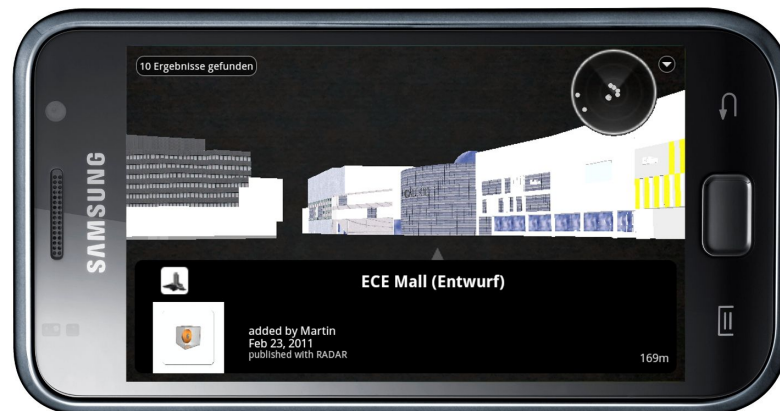 SAMSUNG
10 Ergebnisse gefunden
ECE Mall (Entwurf)
added by Martin
Feb 23, 2011
published with RADAR
169m